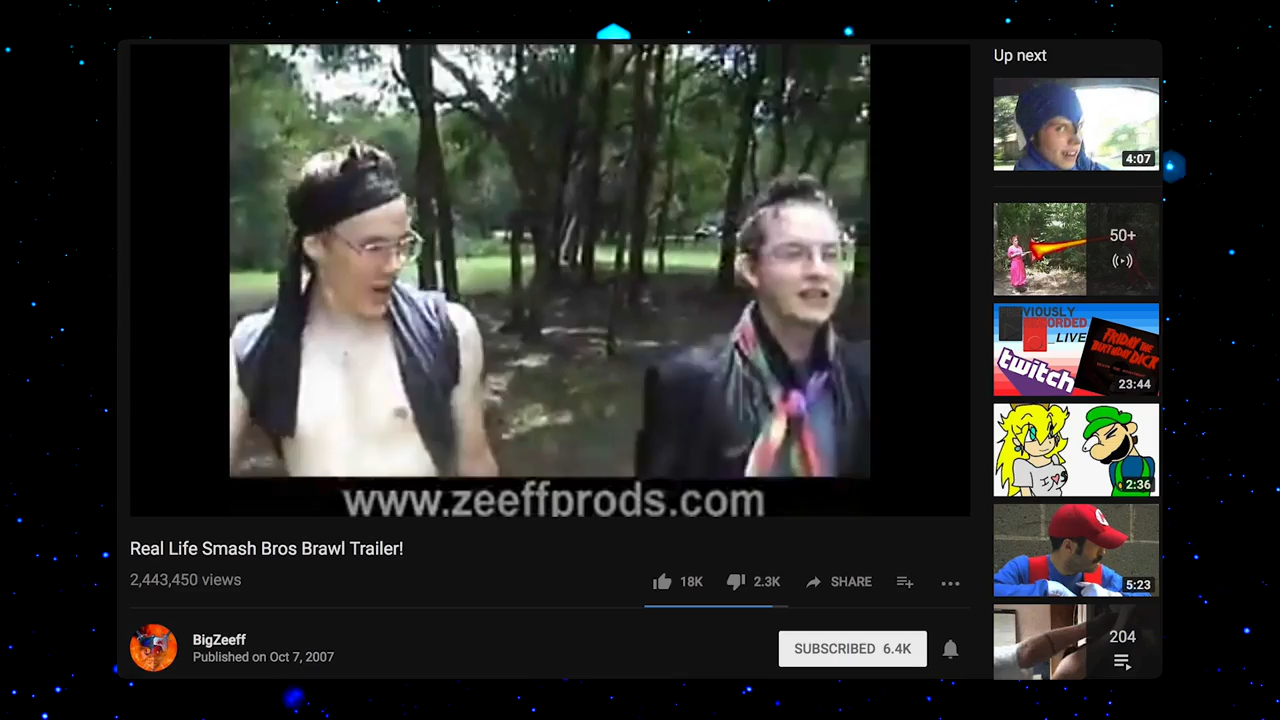 www.zeeffprods.com
Real Life Smash Bros Brawl Trailer!
2,443,450 views
18K
2.3K
SHARE
BigZeeff
Published on Oct 7, 2007
SUBSCRIBED 6.4K
Up next
4:07
50+
VIOUSLY
RECORDED
LIVE
twitch
FRIDAY THE
BIRTHDAY DICK
23:44
I
2:36
5:23
204